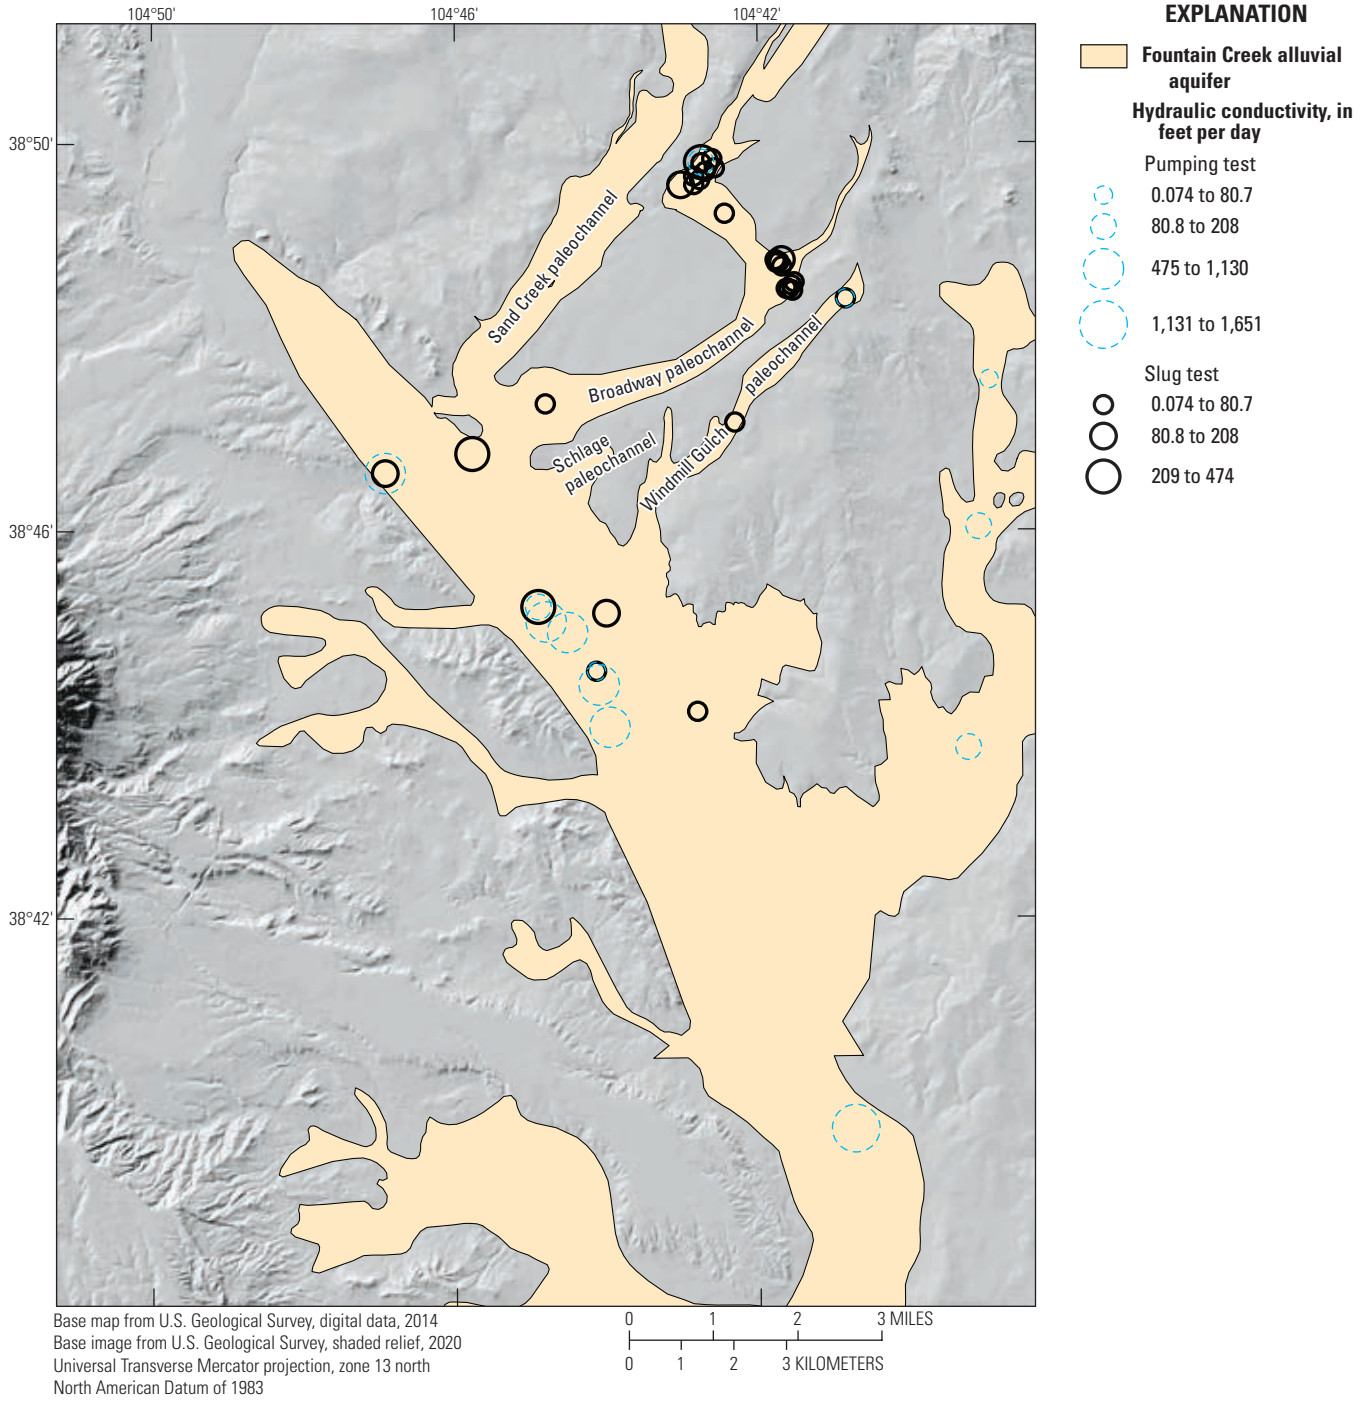 104°50'
104°46'
104°42'
38°50'
38°46'
38°42'
Sand Creek paleochannel
Broadway paleochannel
Schlage
paleochannel
Windmill Gulch
paleochannel
EXPLANATION
Fountain Creek alluvial
aquifer
Hydraulic conductivity, in
feet per day
Pumping test
0.074 to 80.7
80.8 to 208
475 to 1,130
1,131 to 1,651
Slug test
0.074 to 80.7
80.8 to 208
209 to 474
Base map from U.S. Geological Survey, digital data, 2014
Base image from U.S. Geological Survey, shaded relief, 2020
Universal Transverse Mercator projection, zone 13 north
North American Datum of 1983
0 1 2 3 MILES
0 1 2 3 KILOMETERS